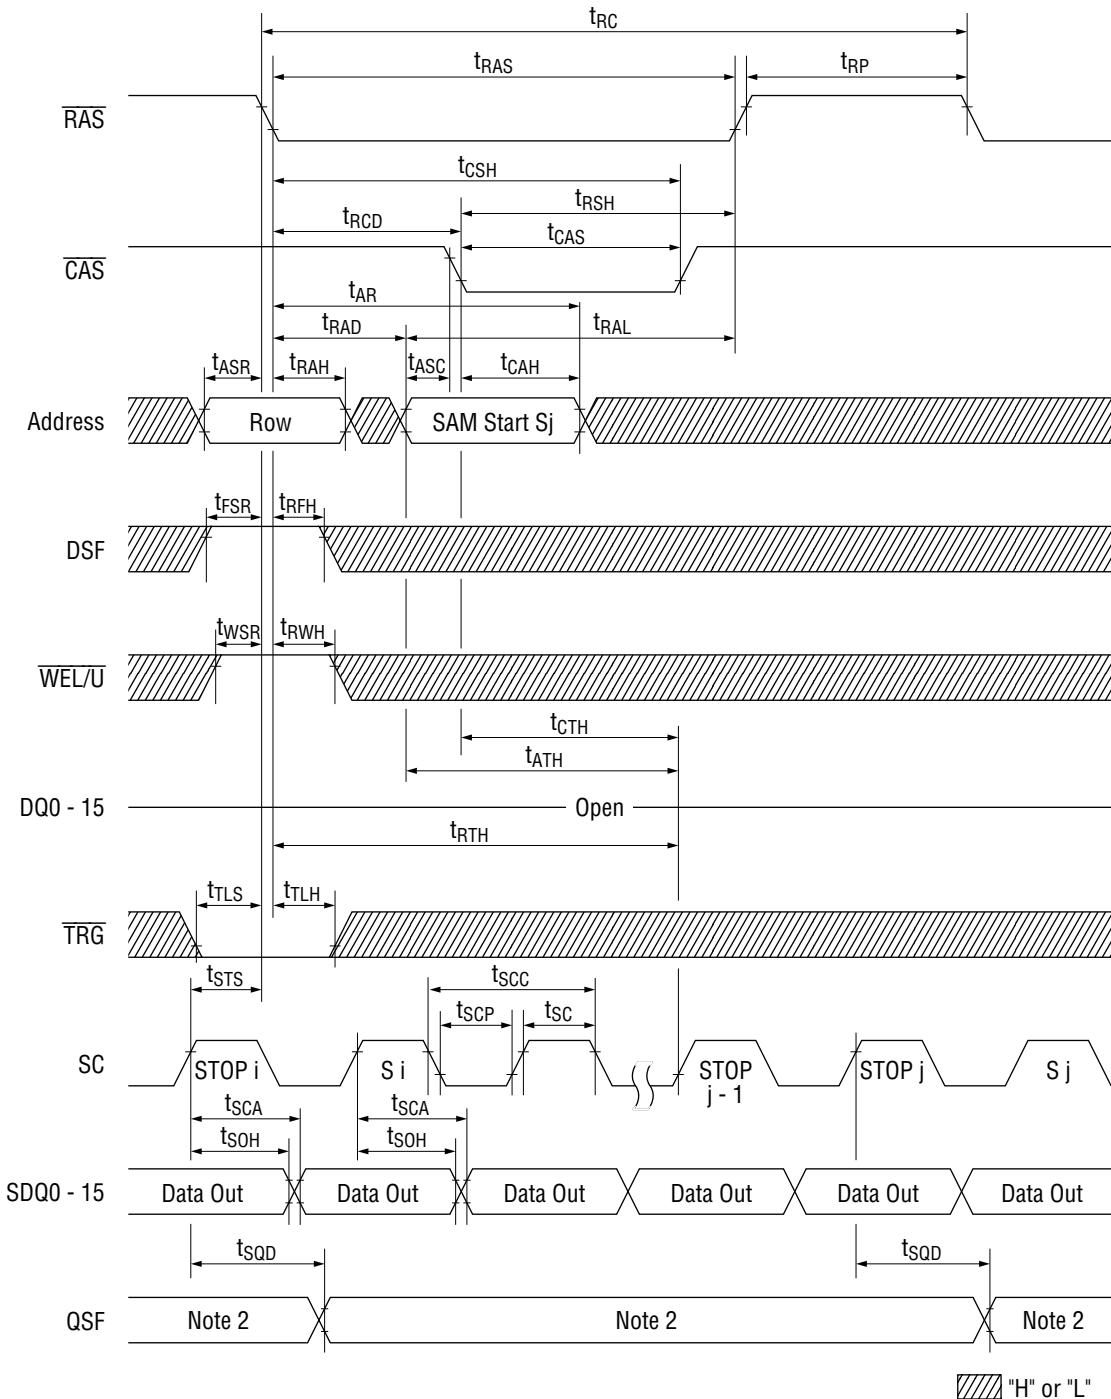 tRC
tRAS
tRP
RAS
tCSH
tRSH
tRCD
tCAS
CAS
tAR
tRAD
tRAL
tASR
tRAH
tASC
tCAH
Address
Row
SAM Start Sj
tFSR
tRFH
DSF
tWSR
tRWH
WEL/U
tCTH
tATH
DQ0 - 15
Open
tRTH
tTLS
tTLH
TRG
tSTS
tSCC
tSCP
tSC
SC
STOP i
S i
STOP
j - 1
STOP j
S j
tSCA
tSCA
tSOH
tSOH
SDQ0 - 15
Data Out
Data Out
Data Out
Data Out
Data Out
Data Out
tSQD
tSQD
QSF
Note 2
Note 2
Note 2
"H" or "L"